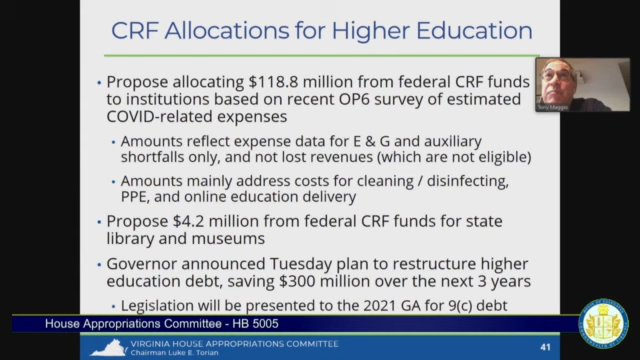 CRF Allocations for Higher Education
• Propose allocating $118.8 million from federal CRF funds
to institutions based on recent OP6 survey of estimated
COVID-related expenses
• Amounts reflect expense data for E & G and auxiliary
shortfalls only, and not lost revenues (which are not eligible)
• Amounts mainly address costs for cleaning / disinfecting,
PPE, and online education delivery
• Propose $4.2 million from federal CRF funds for state
library and museums
• Governor announced Tuesday plan to restructure higher
education debt, saving $300 million over the next 3 years
• Legislation will be presented to the 2021 GA for 9(c) debt
House Appropriations Committee - HB 5005
VIRGINIA HOUSE APPROPRIATIONS COMMITTEE
Chairman Luke E. Torian
41